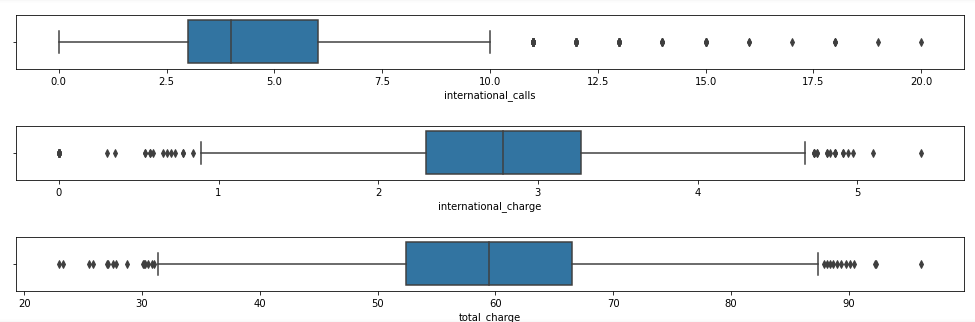 0.0 2.5 5.0 7.5 10.0 12.5 15.0 17.5 20.0
international_calls
0 1 2 3 4 5
international_charge
20 30 40 50 60 70 80 90
total_charge